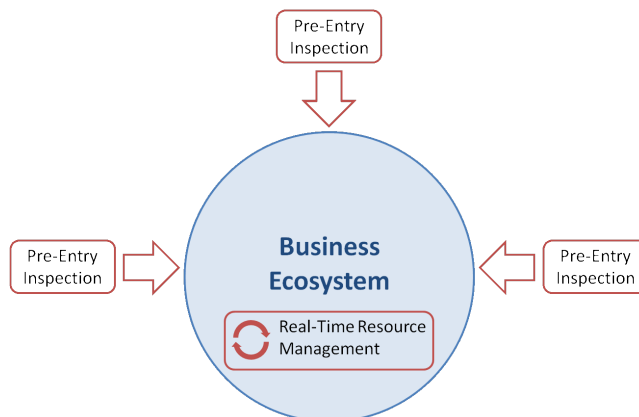 Pre-Entry
Inspection
Pre-Entry
Inspection
Business
Ecosystem
Pre-Entry
Inspection
Real-Time Resource
Management